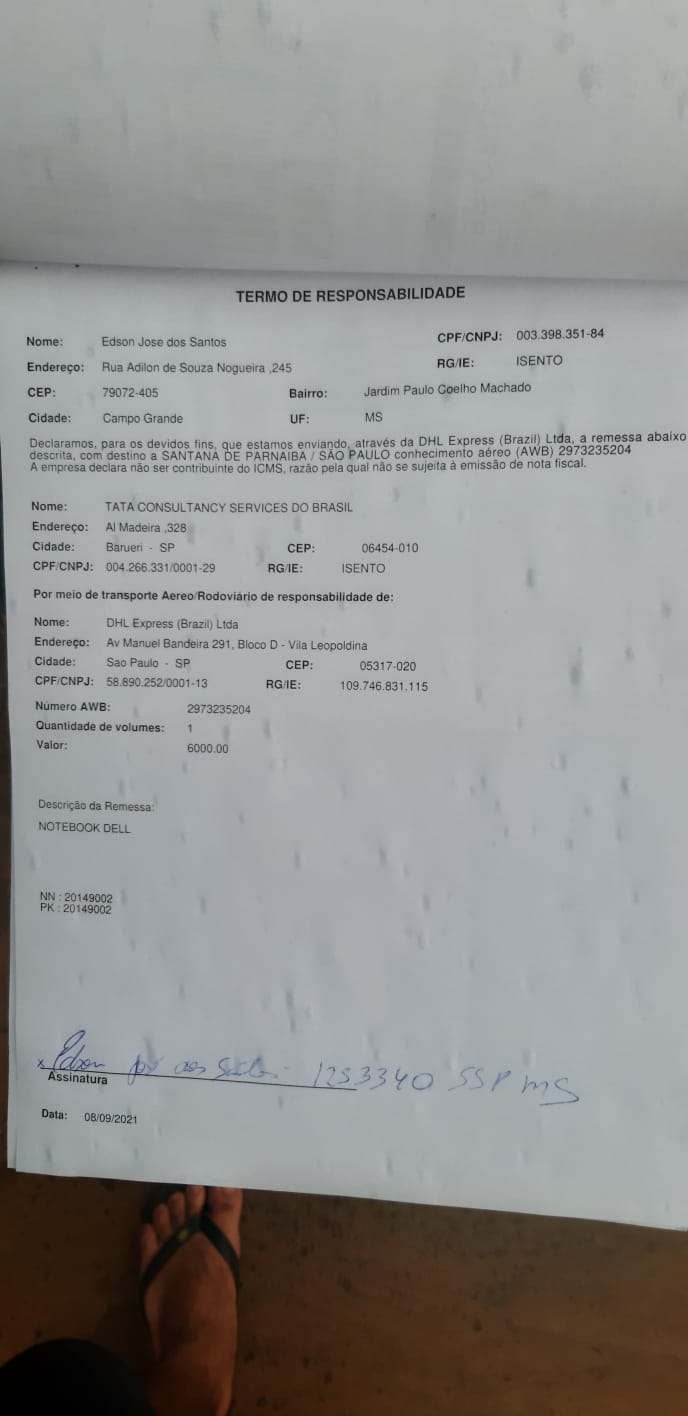 TERMO DE RESPONSABILIDADE
Nome: Edson Jose dos Santos CPF/CNPJ: 003.398.351-84
Endereço: Rua Adilon de Souza Nogueira ,245 RG/IE: ISENTO
CEP: 79072-405 Bairro: Jardim Paulo Coelho Machado
Cidade: Campo Grande UF: MS
Declaramos, para os devidos fins, que estamos enviando, através da DHL Express (Brazil) Ltda, a remessa abaixo
descrita, com destino a SANTANA DE PARNAIBA / SÃO PAULO conhecimento aéreo (AWB) 2973235204
A empresa declara não ser contribuinte do ICMS, razão pela qual não se sujeita à emissão de nota fiscal.
Nome: TATA CONSULTANCY SERVICES DO BRASIL
Endereço: Al Madeira ,328
Cidade: Barueri - SP CEP: 06454-010
CPF/CNPJ: 004.266.331/0001-29 RG/IE: ISENTO
Por meio de transporte Aereo/Rodoviário de responsabilidade de:
Nome: DHL Express (Brazil) Ltda
Endereço: Av Manuel Bandeira 291, Bloco D - Vila Leopoldina
Cidade: Sao Paulo - SP CEP: 05317-020
CPF/CNPJ: 58.890.252/0001-13 RG/IE: 109.746.831.115
Número AWB: 2973235204
Quantidade de volumes: 1
Valor: 6000.00
Descrição da Remessa:
NOTEBOOK DELL
NN : 20149002
PK : 20149002
x Edson José dos Santos 1253340 SSP MS
Assinatura
Data: 08/09/2021